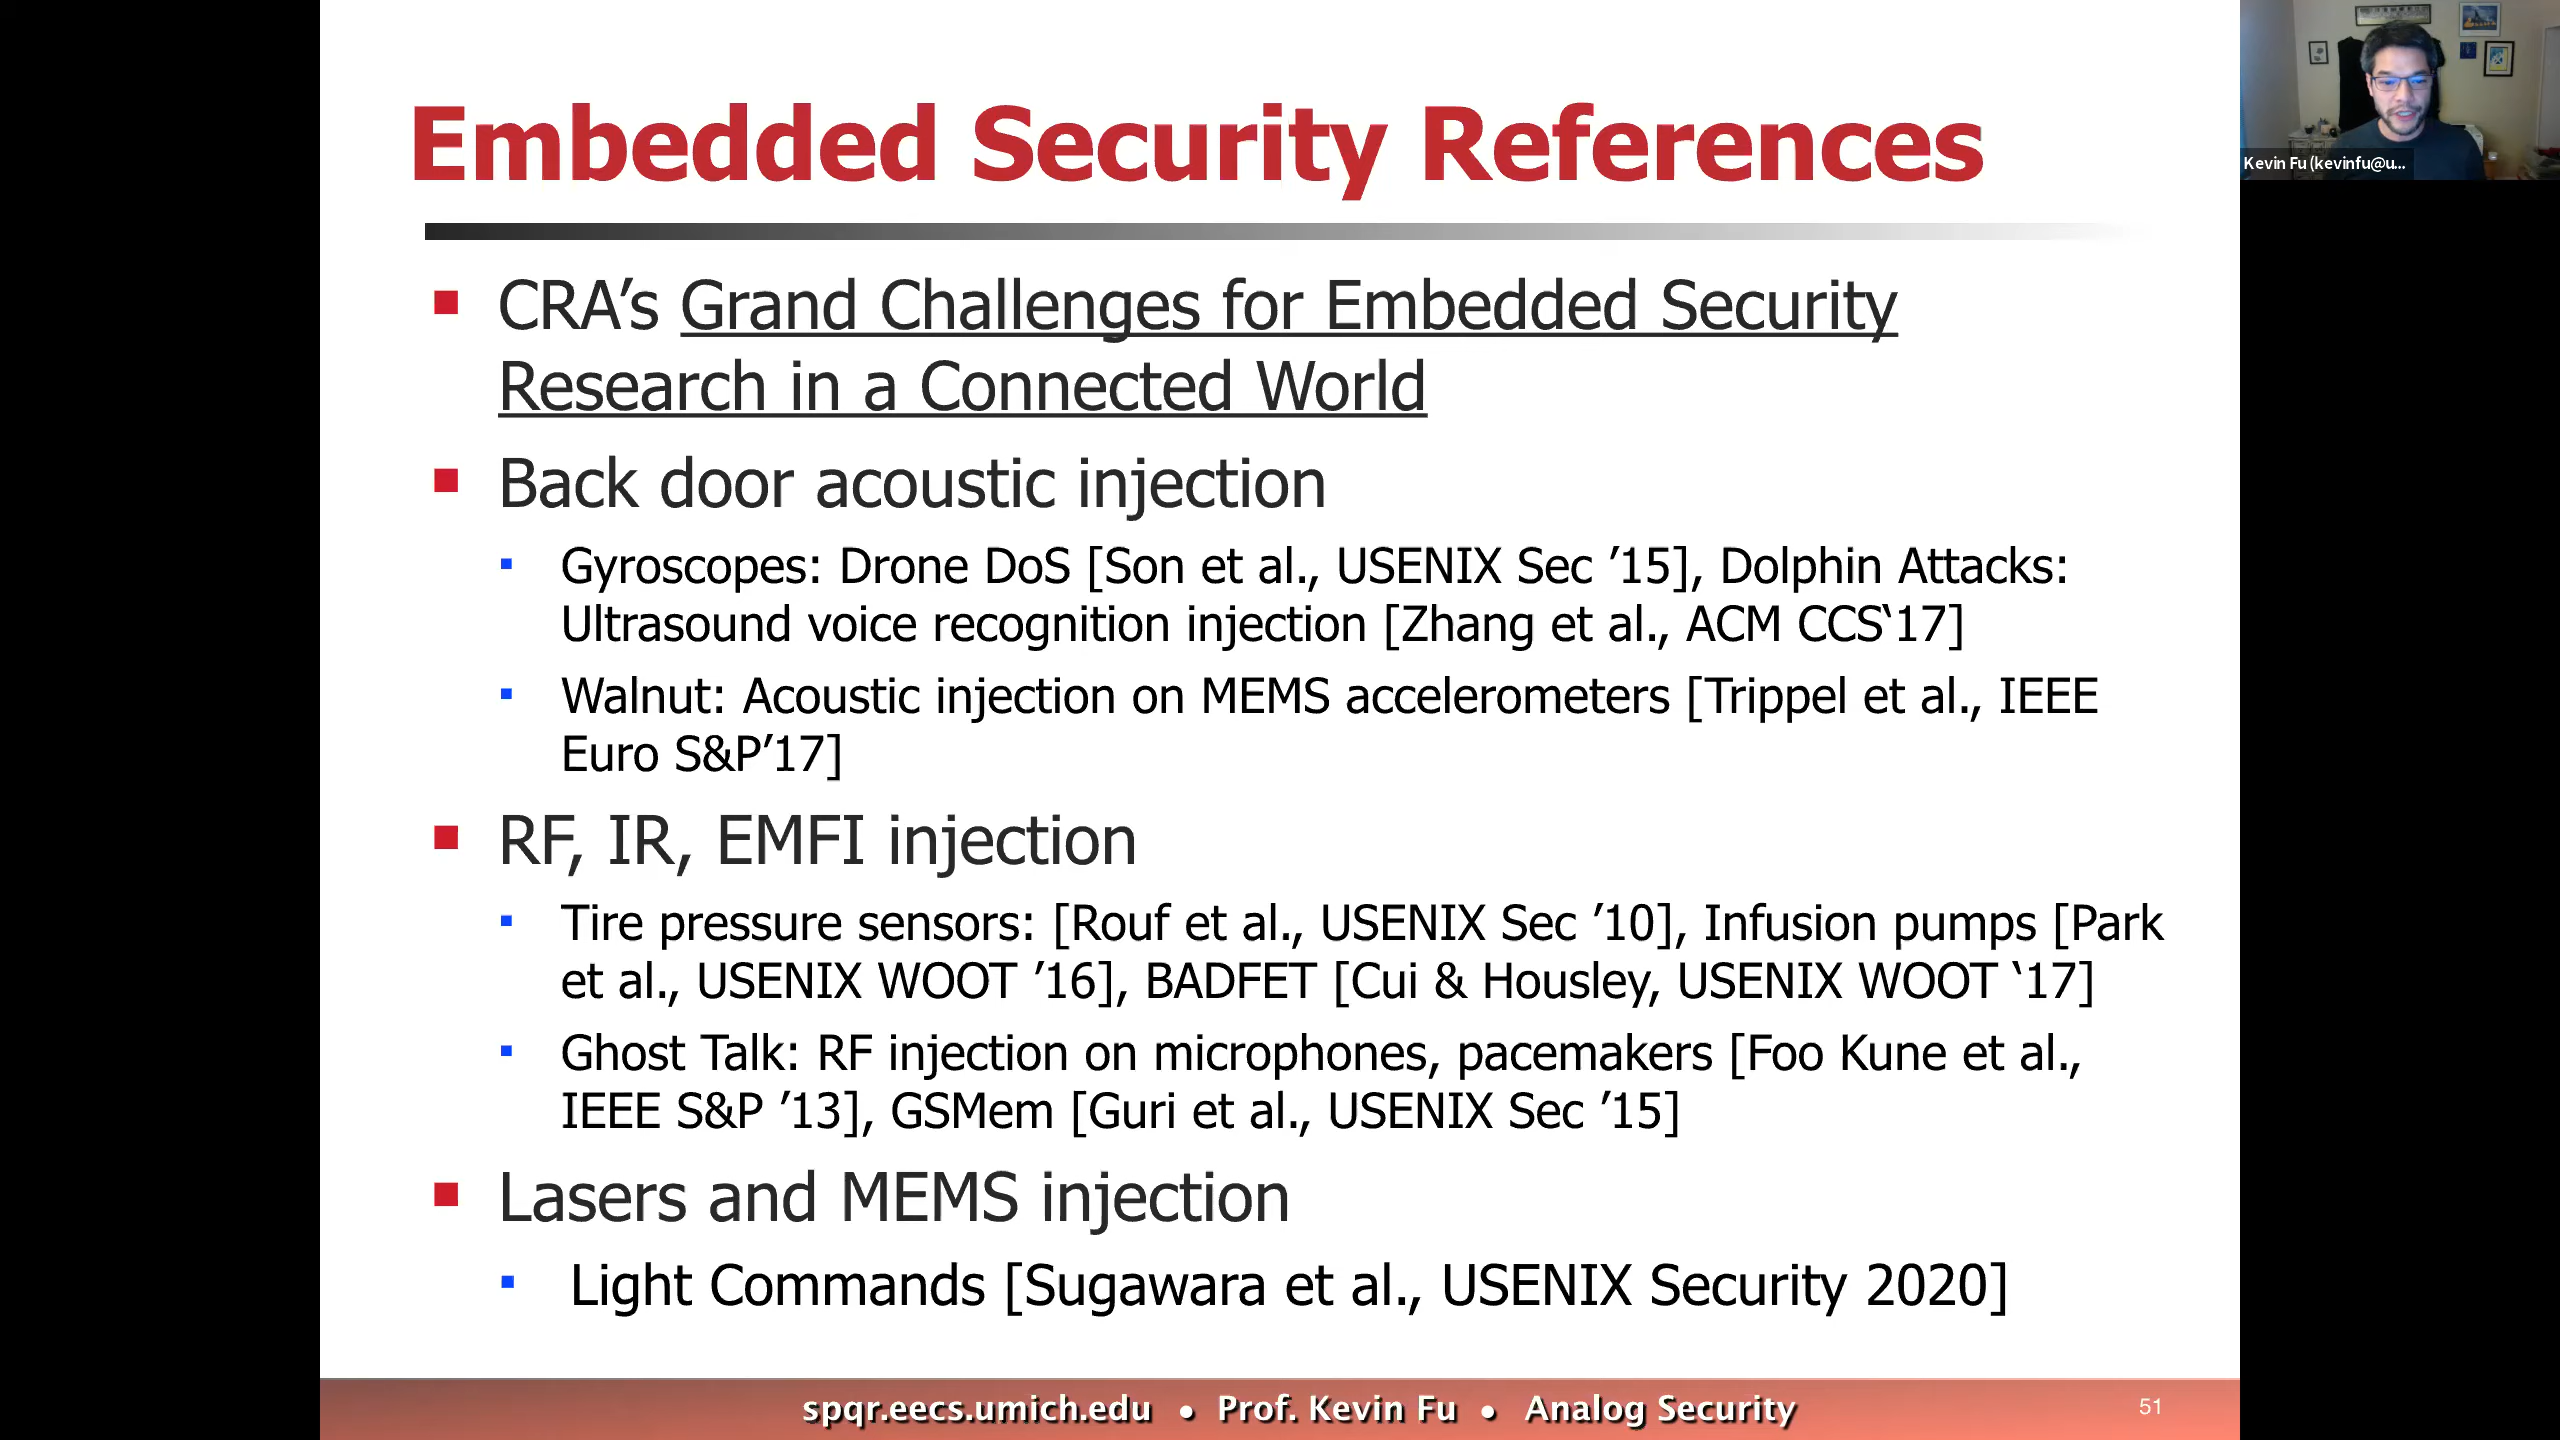 Embedded Security References
Kevin Fu (kevinfu@u...
CRA’s Grand Challenges for Embedded Security
Research in a Connected World
Back door acoustic injection
Gyroscopes: Drone DoS [Son et al., USENIX Sec ’15], Dolphin Attacks:
Ultrasound voice recognition injection [Zhang et al., ACM CCS‘17]
Walnut: Acoustic injection on MEMS accelerometers [Trippel et al., IEEE
Euro S&P’17]
RF, IR, EMFI injection
Tire pressure sensors: [Rouf et al., USENIX Sec ’10], Infusion pumps [Park
et al., USENIX WOOT ’16], BADFET [Cui & Housley, USENIX WOOT ‘17]
Ghost Talk: RF injection on microphones, pacemakers [Foo Kune et al.,
IEEE S&P ’13], GSMem [Guri et al., USENIX Sec ’15]
Lasers and MEMS injection
Light Commands [Sugawara et al., USENIX Security 2020]
spqr.eecs.umich.edu • Prof. Kevin Fu • Analog Security
51